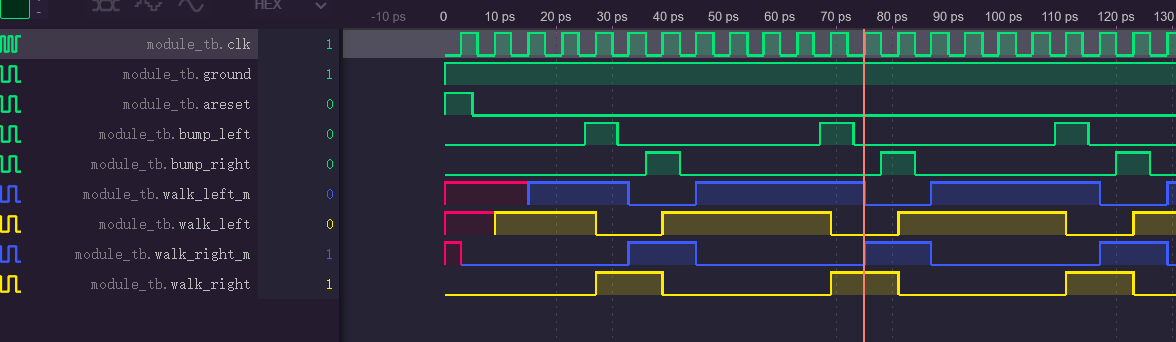 HEX
-10 ps 0 10 ps 20 ps 30 ps 40 ps 50 ps 60 ps 70 ps 80 ps 90 ps 100 ps 110 ps 120 ps 130
module_tb.clk 1
module_tb.ground 1
module_tb.areset 0
module_tb.bump_left 0
module_tb.bump_right 0
module_tb.walk_left_m 0
module_tb.walk_left 0
module_tb.walk_right_m 1
module_tb.walk_right 1